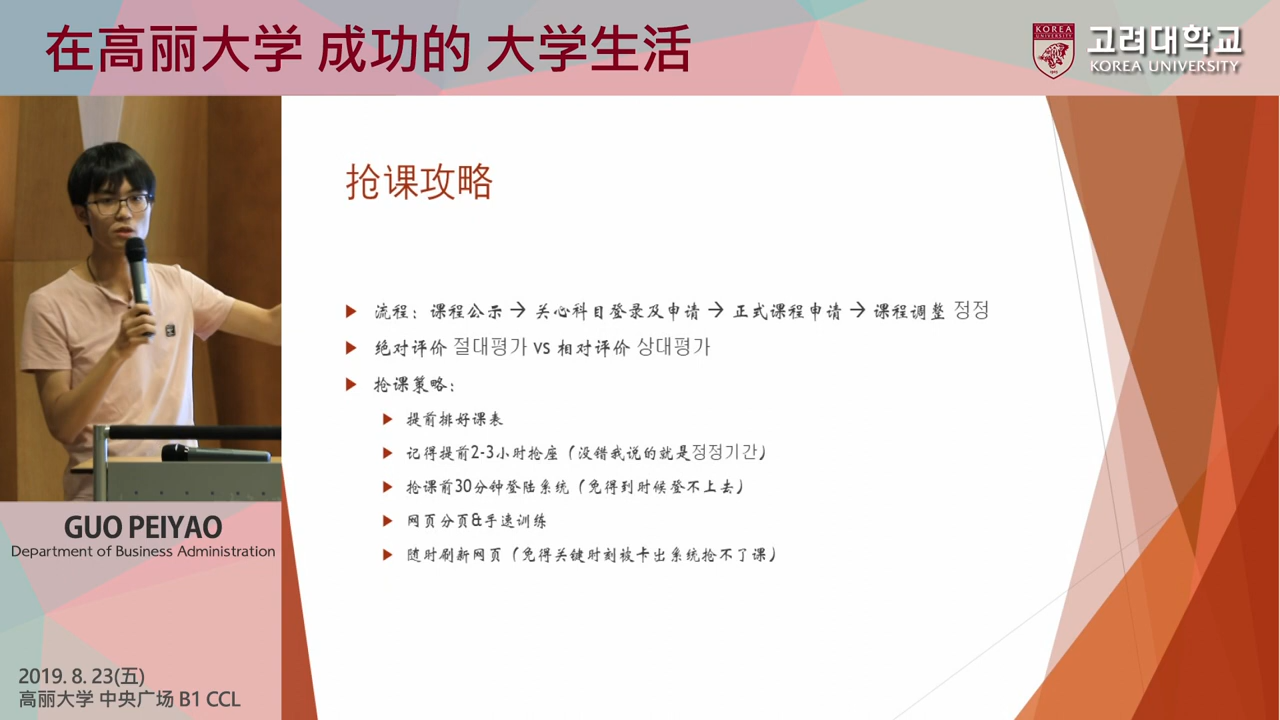 在高丽大学 成功的 大学生活
KOREA
UNIVERSITY
고려대학교
KOREA UNIVERSITY
抢课攻略
流程：课程公示 → 关心科目登录及申请 → 正式课程申请 → 课程调整 정정
绝对评价 절대평가 vs 相对评价 상대평가
抢课策略：
提前排好课表
记得提前2-3小时抢座（没错我说的就是정정기간）
抢课前30分钟登陆系统（免得到时候登不上去）
网页分页&手速训练
随时刷新网页（免得关键时刻被卡出系统抢不了课）
GUO PEIYAO
Department of Business Administration
2019. 8. 23(五)
高丽大学 中央广场 B1 CCL